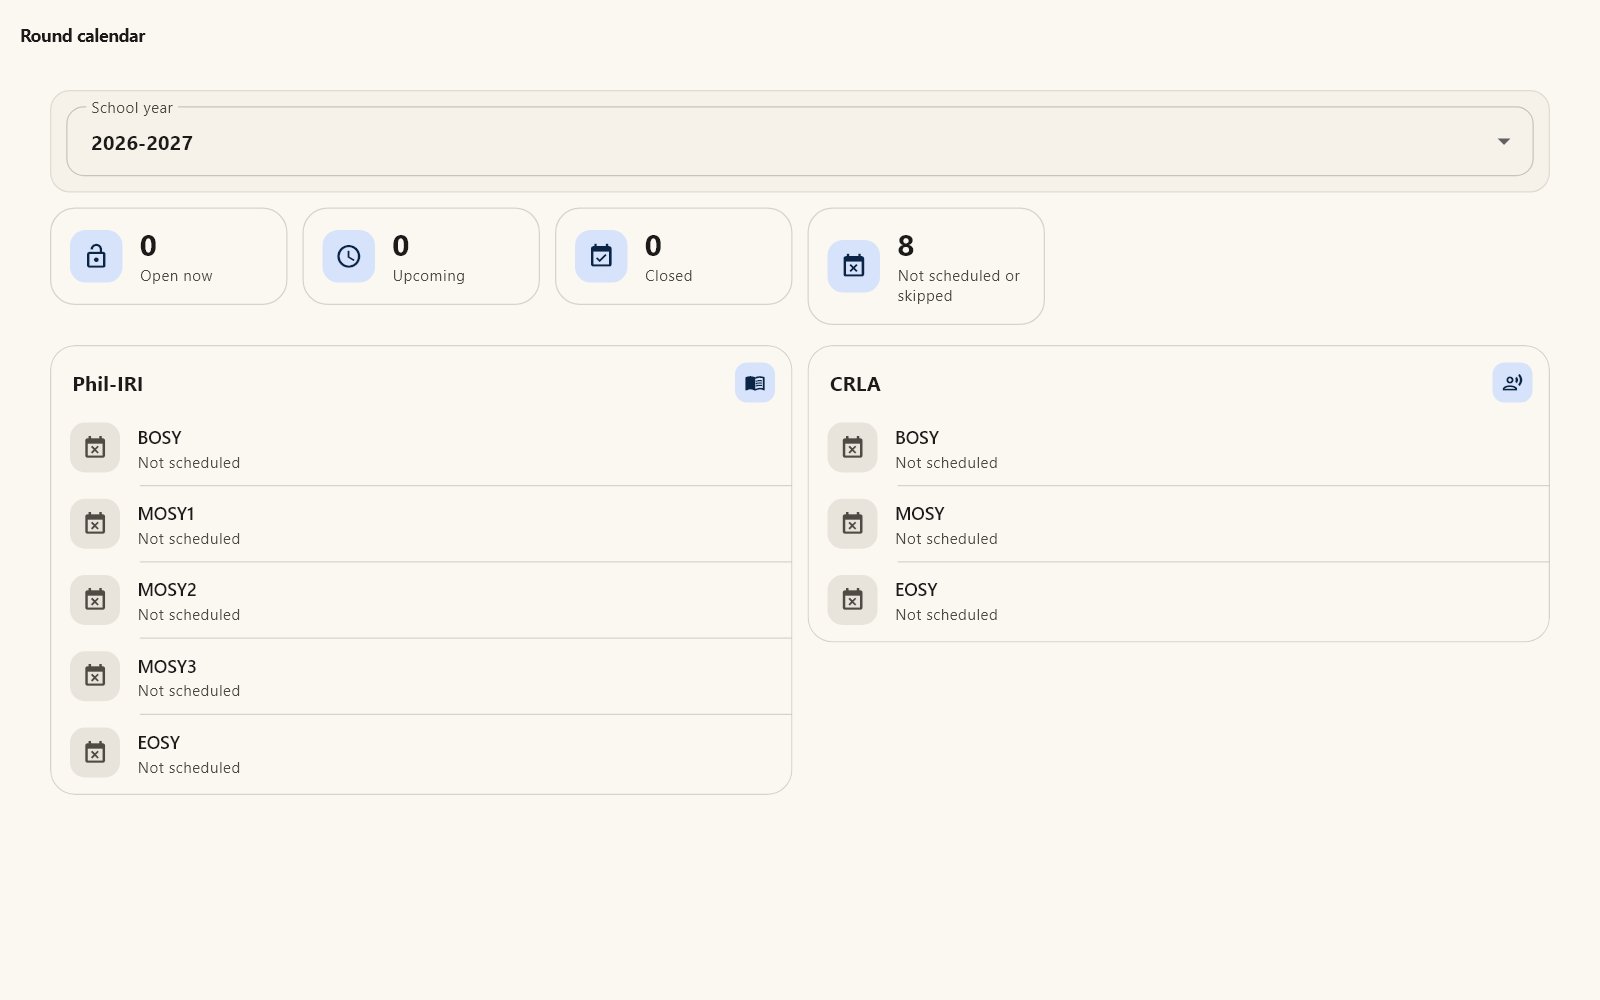 Round calendar
School year
2026-2027
0
Open now
0
Upcoming
0
Closed
8
Not scheduled or
skipped
Phil-IRI
BOSY
Not scheduled
MOSY1
Not scheduled
MOSY2
Not scheduled
MOSY3
Not scheduled
EOSY
Not scheduled
CRLA
BOSY
Not scheduled
MOSY
Not scheduled
EOSY
Not scheduled